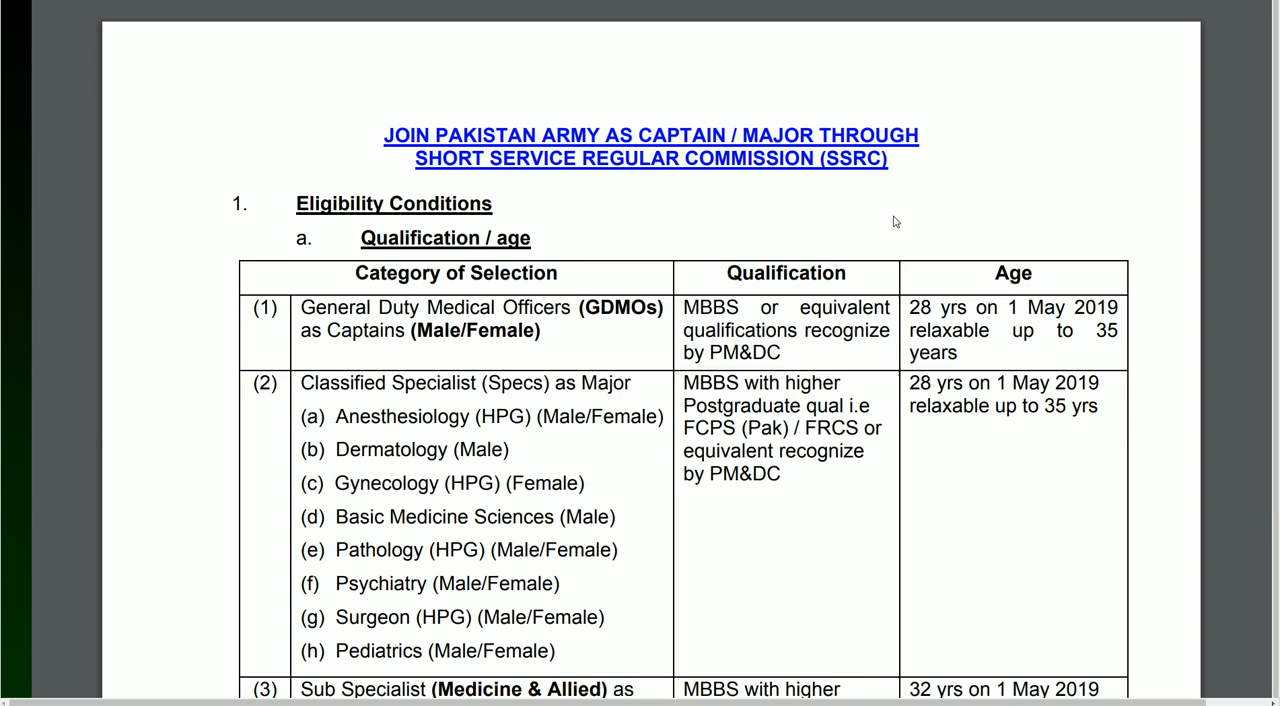 JOIN PAKISTAN ARMY AS CAPTAIN / MAJOR THROUGH
SHORT SERVICE REGULAR COMMISSION (SSRC)
1. Eligibility Conditions
a. Qualification / age
Category of Selection Qualification Age
(1) General Duty Medical Officers (GDMOs) MBBS or equivalent 28 yrs on 1 May 2019
as Captains (Male/Female) qualifications recognize relaxable up to 35
by PM&DC years
(2) Classified Specialist (Specs) as Major MBBS with higher 28 yrs on 1 May 2019
Postgraduate qual i.e relaxable up to 35 yrs
(a) Anesthesiology (HPG) (Male/Female)
FCPS (Pak) / FRCS or
(b) Dermatology (Male) equivalent recognize
by PM&DC
(c) Gynecology (HPG) (Female)
(d) Basic Medicine Sciences (Male)
(e) Pathology (HPG) (Male/Female)
(f) Psychiatry (Male/Female)
(g) Surgeon (HPG) (Male/Female)
(h) Pediatrics (Male/Female)
(3) Sub Specialist (Medicine & Allied) as MBBS with higher 32 yrs on 1 May 2019